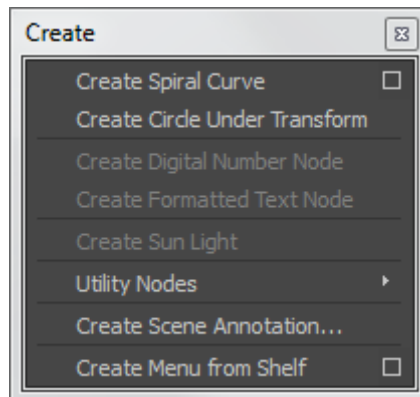 Create
Create Spiral Curve
Create Circle Under Transform
Create Digital Number Node
Create Formatted Text Node
Create Sun Light
Utility Nodes
Create Scene Annotation...
Create Menu from Shelf